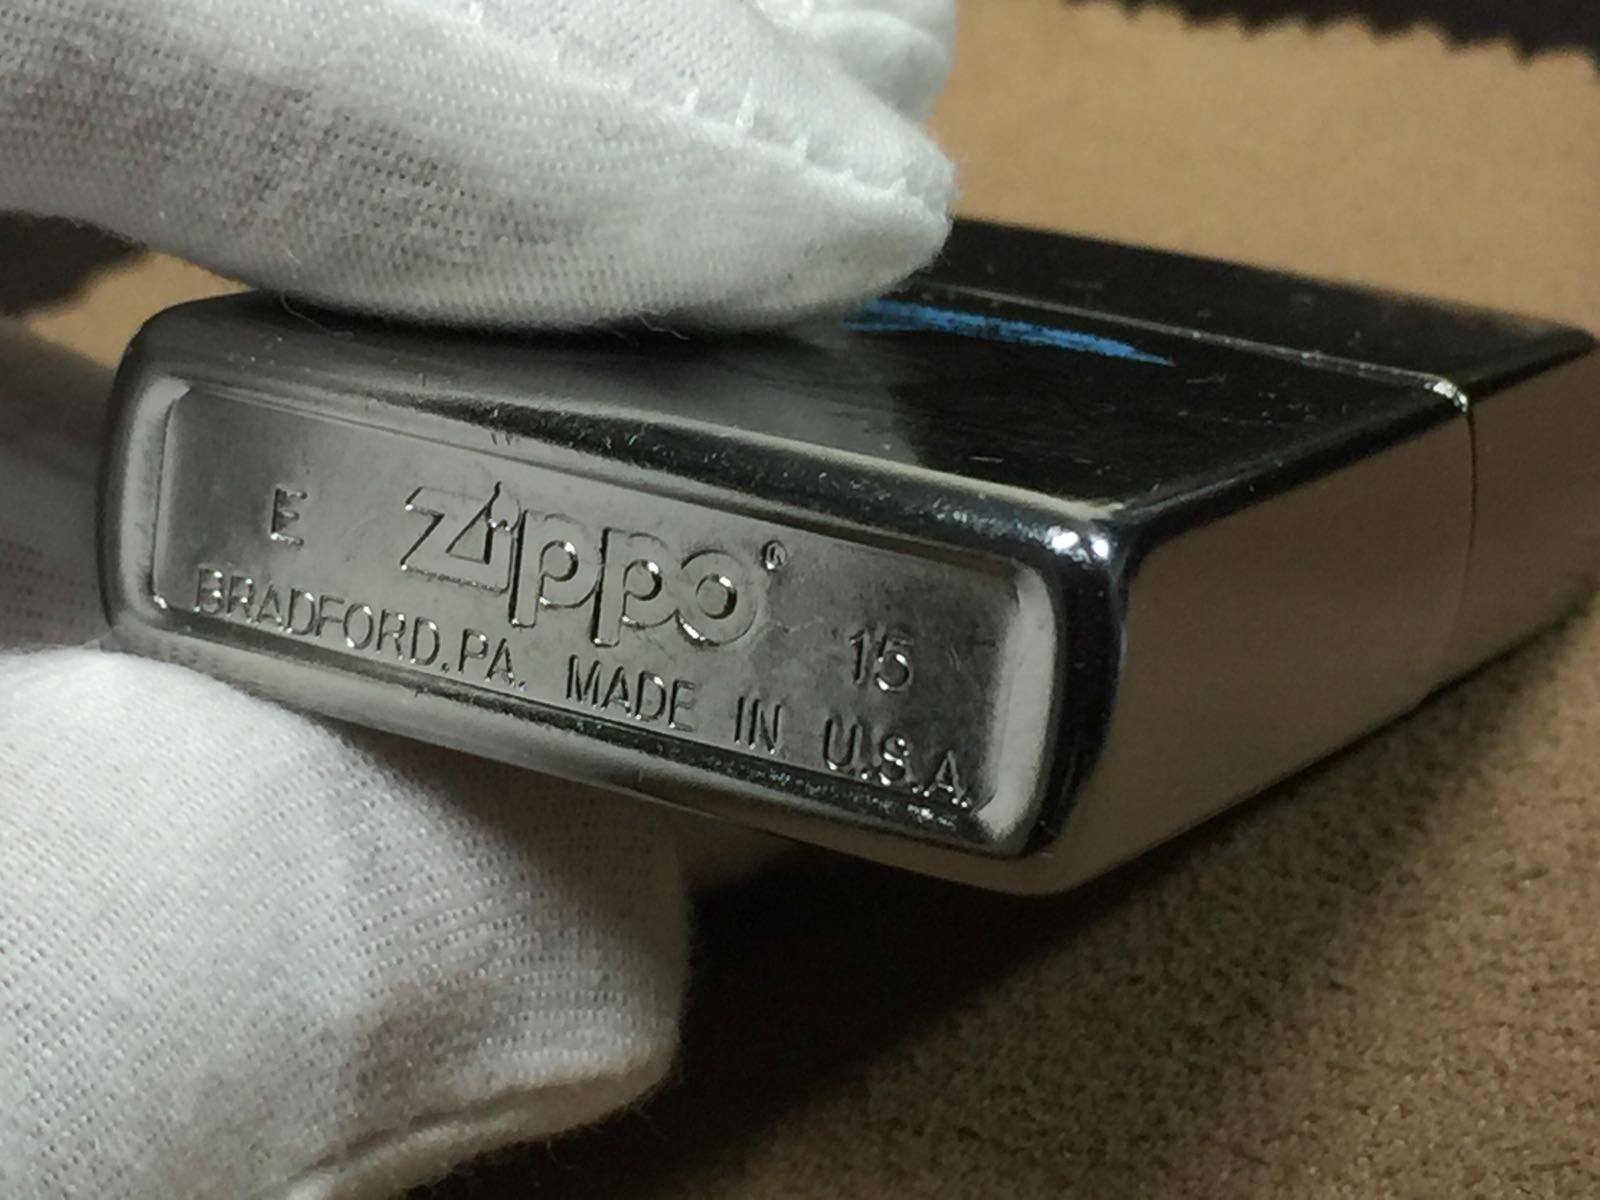 E zippo® 15
BRADFORD,PA. MADE IN U.S.A.